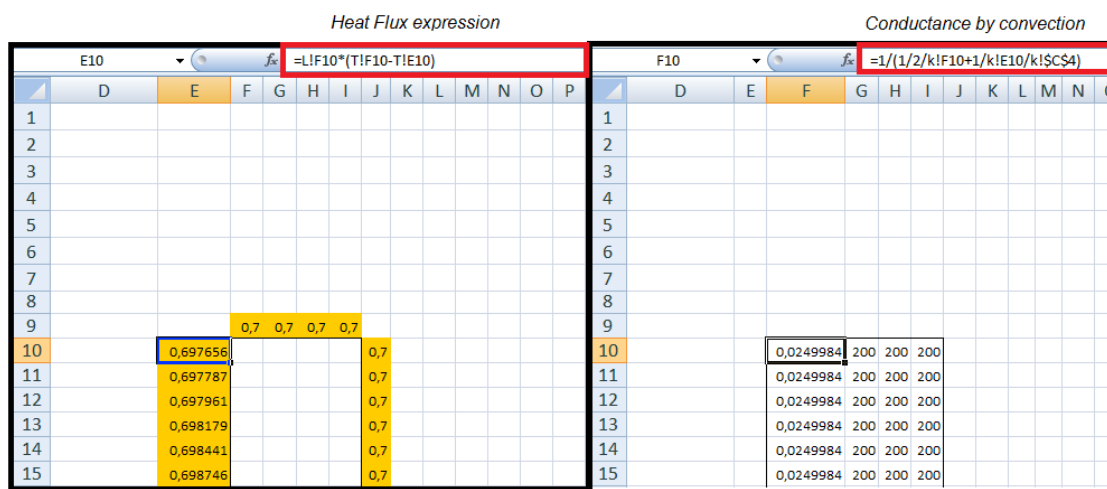 Heat Flux expression
Conductance by convection
E10 fx =L!F10*(T!F10-T!E10)
D E F G H I J K L M N O P
1
2
3
4
5
6
7
8
9 0,7 0,7 0,7 0,7
10 0,697656 0,7
11 0,697787 0,7
12 0,697961 0,7
13 0,698179 0,7
14 0,698441 0,7
15 0,698746 0,7
F10 fx =1/(1/2/k!F10+1/k!E10/k!$C$4)
D E F G H I J K L M N
1
2
3
4
5
6
7
8
9
10 0,0249984 200 200 200
11 0,0249984 200 200 200
12 0,0249984 200 200 200
13 0,0249984 200 200 200
14 0,0249984 200 200 200
15 0,0249984 200 200 200